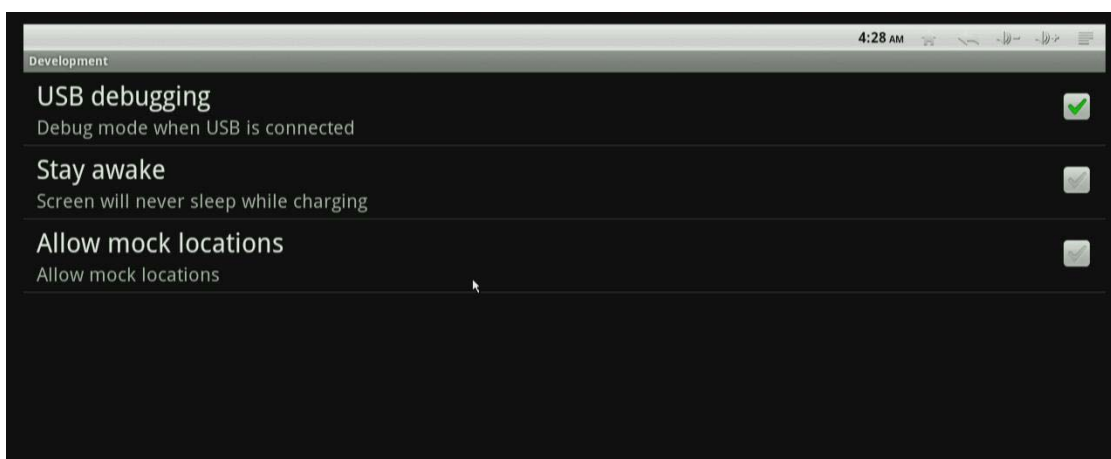 4:28 AM
Development
USB debugging
Debug mode when USB is connected
Stay awake
Screen will never sleep while charging
Allow mock locations
Allow mock locations